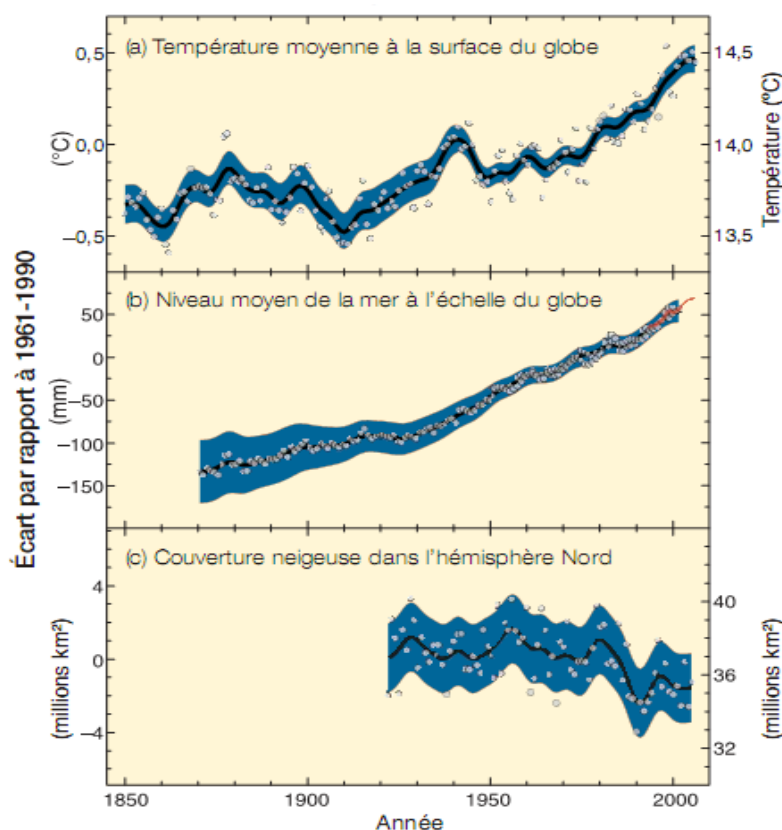 (a) Température moyenne à la surface du globe
0,5
0,0
–0,5
(°C)
14,5
14,0
13,5
Température (°C)
(b) Niveau moyen de la mer à l'échelle du globe
50
0
–50
–100
–150
(mm)
Écart par rapport à 1961-1990
(c) Couverture neigeuse dans l'hémisphère Nord
4
0
–4
(millions km²)
40
36
32
(millions km²)
1850
1900
1950
2000
Année